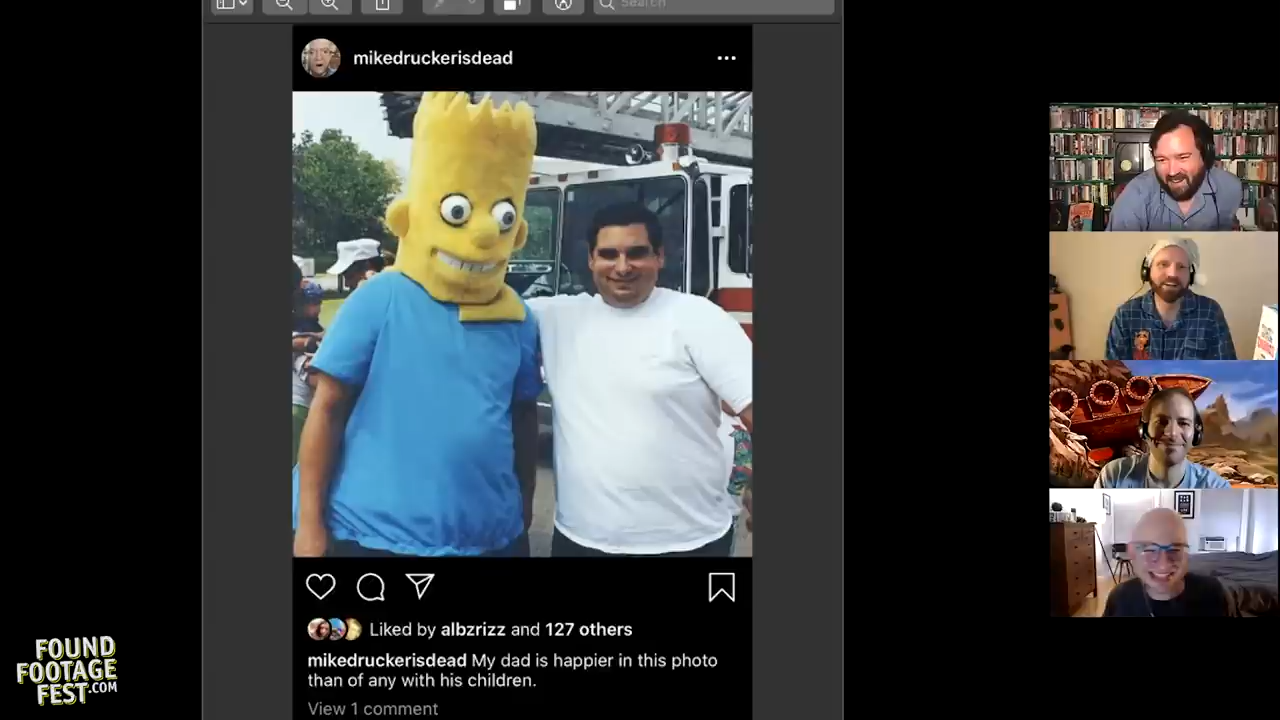 Search
mikedruckerisdead
Liked by albzrizz and 127 others
mikedruckerisdead My dad is happier in this photo
than of any with his children.
View 1 comment
FOUND
FOOTAGE
FEST.COM